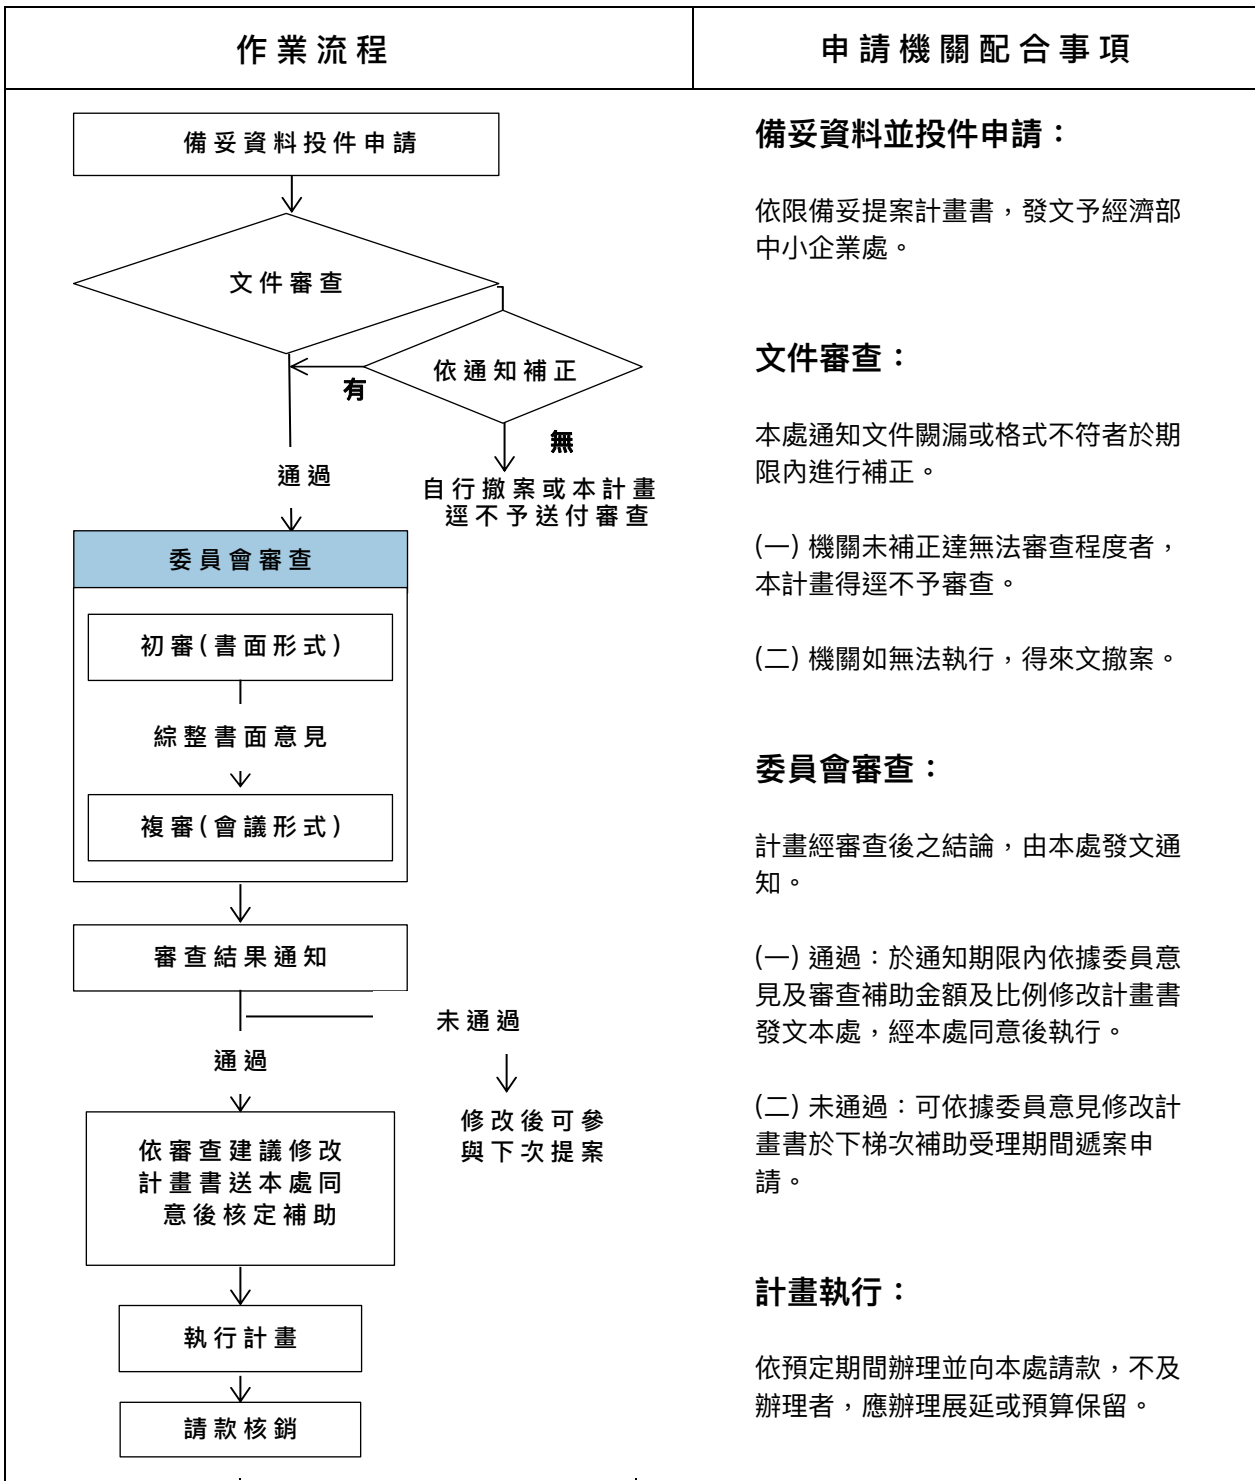 作業流程
申請機關配合事項
備妥資料投件申請
文件審查
依通知補正
有
無
通過
自行撤案或本計畫
逕不予送付審查
委員會審查
初審(書面形式)
綜整書面意見
複審(會議形式)
審查結果通知
未通過
通過
修改後可參
與下次提案
依審查建議修改
計畫書送本處同
意後核定補助
執行計畫
請款核銷
備妥資料並投件申請：
依限備妥提案計畫書，發文予經濟部
中小企業處。
文件審查：
本處通知文件闕漏或格式不符者於期
限內進行補正。
(一) 機關未補正達無法審查程度者，
本計畫得逕不予審查。
(二) 機關如無法執行，得來文撤案。
委員會審查：
計畫經審查後之結論，由本處發文通
知。
(一) 通過：於通知期限內依據委員意
見及審查補助金額及比例修改計畫書
發文本處，經本處同意後執行。
(二) 未通過：可依據委員意見修改計
畫書於下梯次補助受理期間遞案申
請。
計畫執行：
依預定期間辦理並向本處請款，不及
辦理者，應辦理展延或預算保留。